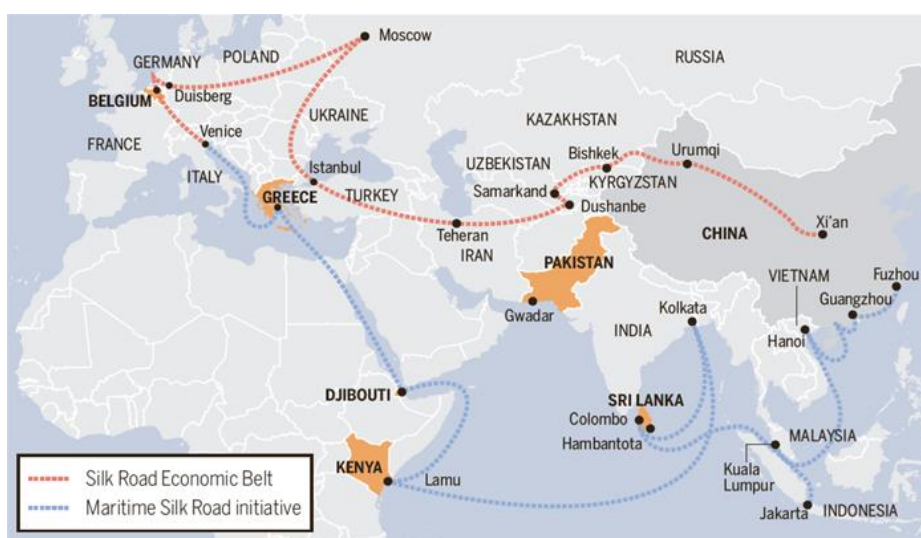 Moscow
RUSSIA
POLAND
GERMANY
Duisberg
BELGIUM
UKRAINE
KAZAKHSTAN
Venice
FRANCE
Bishkek
Urumqi
ITALY
UZBEKISTAN
Istanbul
KYRGYZSTAN
Samarkand
TURKEY
GREECE
Dushanbe
Xi'an
Teheran
CHINA
IRAN
PAKISTAN
VIETNAM
Fuzhou
Kolkata
Guangzhou
Gwadar
INDIA
Hanoi
DJIBOUTI
SRI LANKA
Colombo
MALAYSIA
Hambantota
KENYA
Kuala
Lumpur
Lamu
Jakarta
INDONESIA
Silk Road Economic Belt
Maritime Silk Road initiative